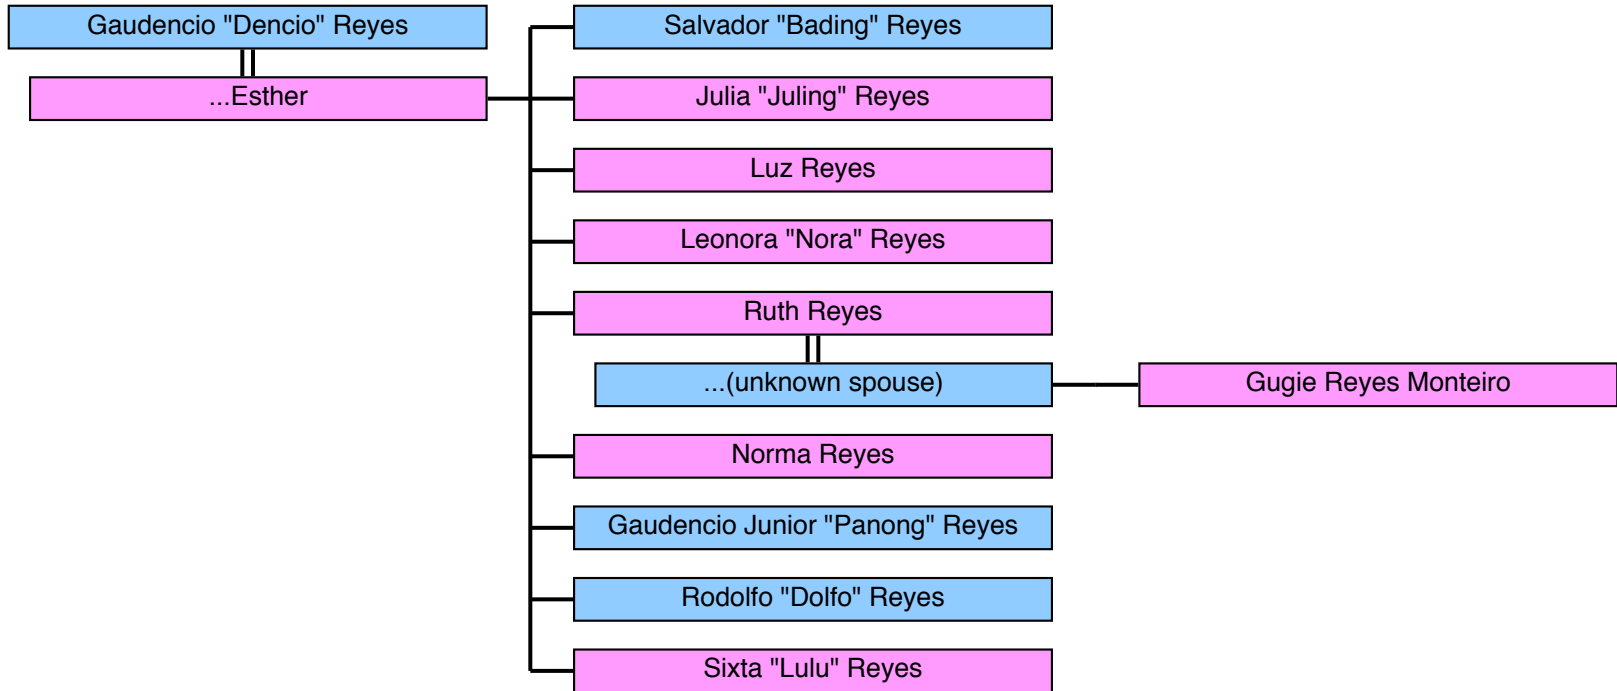 Gaudencio "Dencio" Reyes
...Esther
Salvador "Bading" Reyes
Julia "Juling" Reyes
Luz Reyes
Leonora "Nora" Reyes
Ruth Reyes
...(unknown spouse)
Gugie Reyes Monteiro
Norma Reyes
Gaudencio Junior "Panong" Reyes
Rodolfo "Dolfo" Reyes
Sixta "Lulu" Reyes